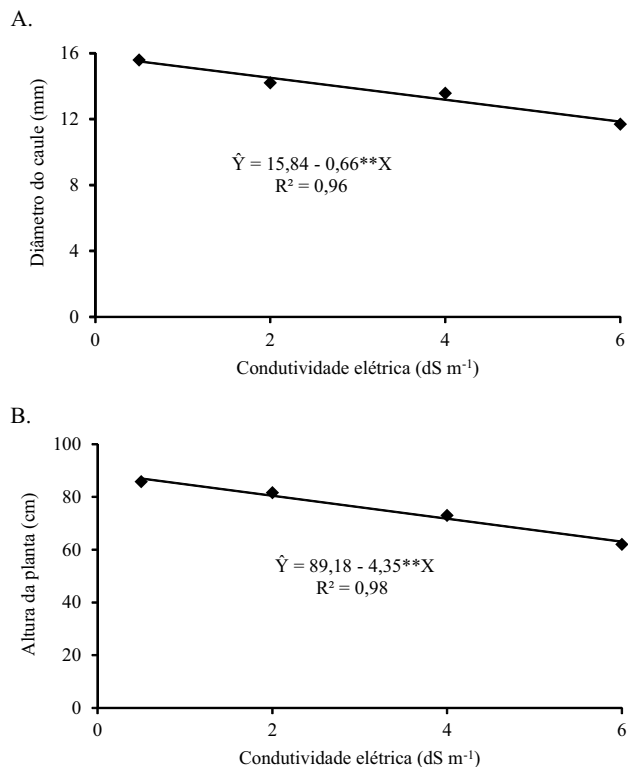 A.
16
12
8
4
0
0
2
4
6
Diâmetro do caule (mm)
Ŷ = 15,84 - 0,66**X
R² = 0,96
Condutividade elétrica (dS m⁻¹)
B.
100
80
60
40
20
0
0
2
4
6
Altura da planta (cm)
Ŷ = 89,18 - 4,35**X
R² = 0,98
Condutividade elétrica (dS m⁻¹)